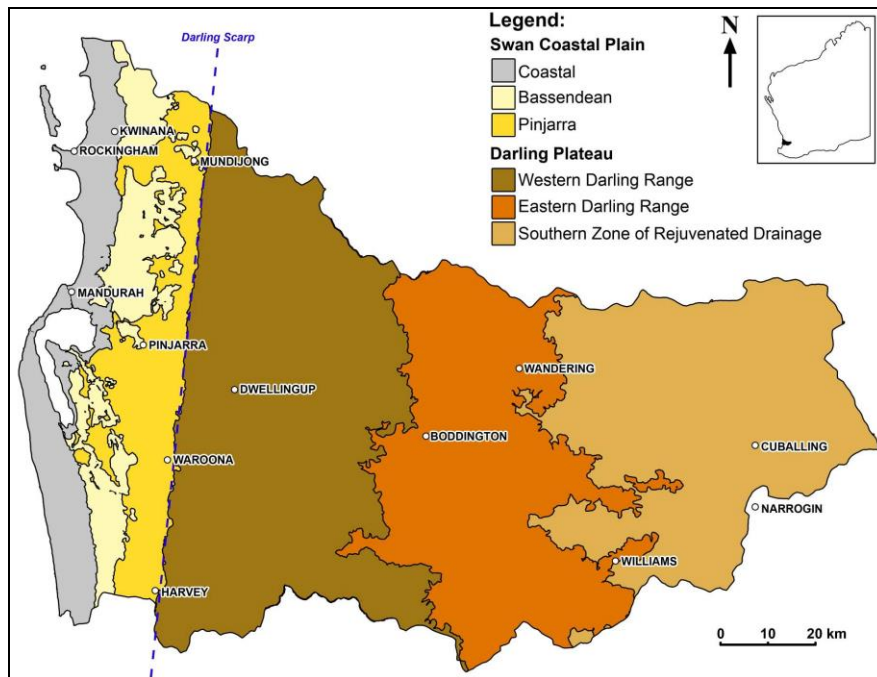 Legend:
Swan Coastal Plain
Coastal
Bassendean
Pinjarra
Darling Plateau
Western Darling Range
Eastern Darling Range
Southern Zone of Rejuvenated Drainage
N
Darling Scarp
KWINANA
ROCKINGHAM
MUNDIJONG
MANDURAH
PINJARRA
DWELLINGUP
WANDERING
BODDINGTON
CUBALLING
WAROONA
NARROGIN
WILLIAMS
HARVEY
0 10 20 km